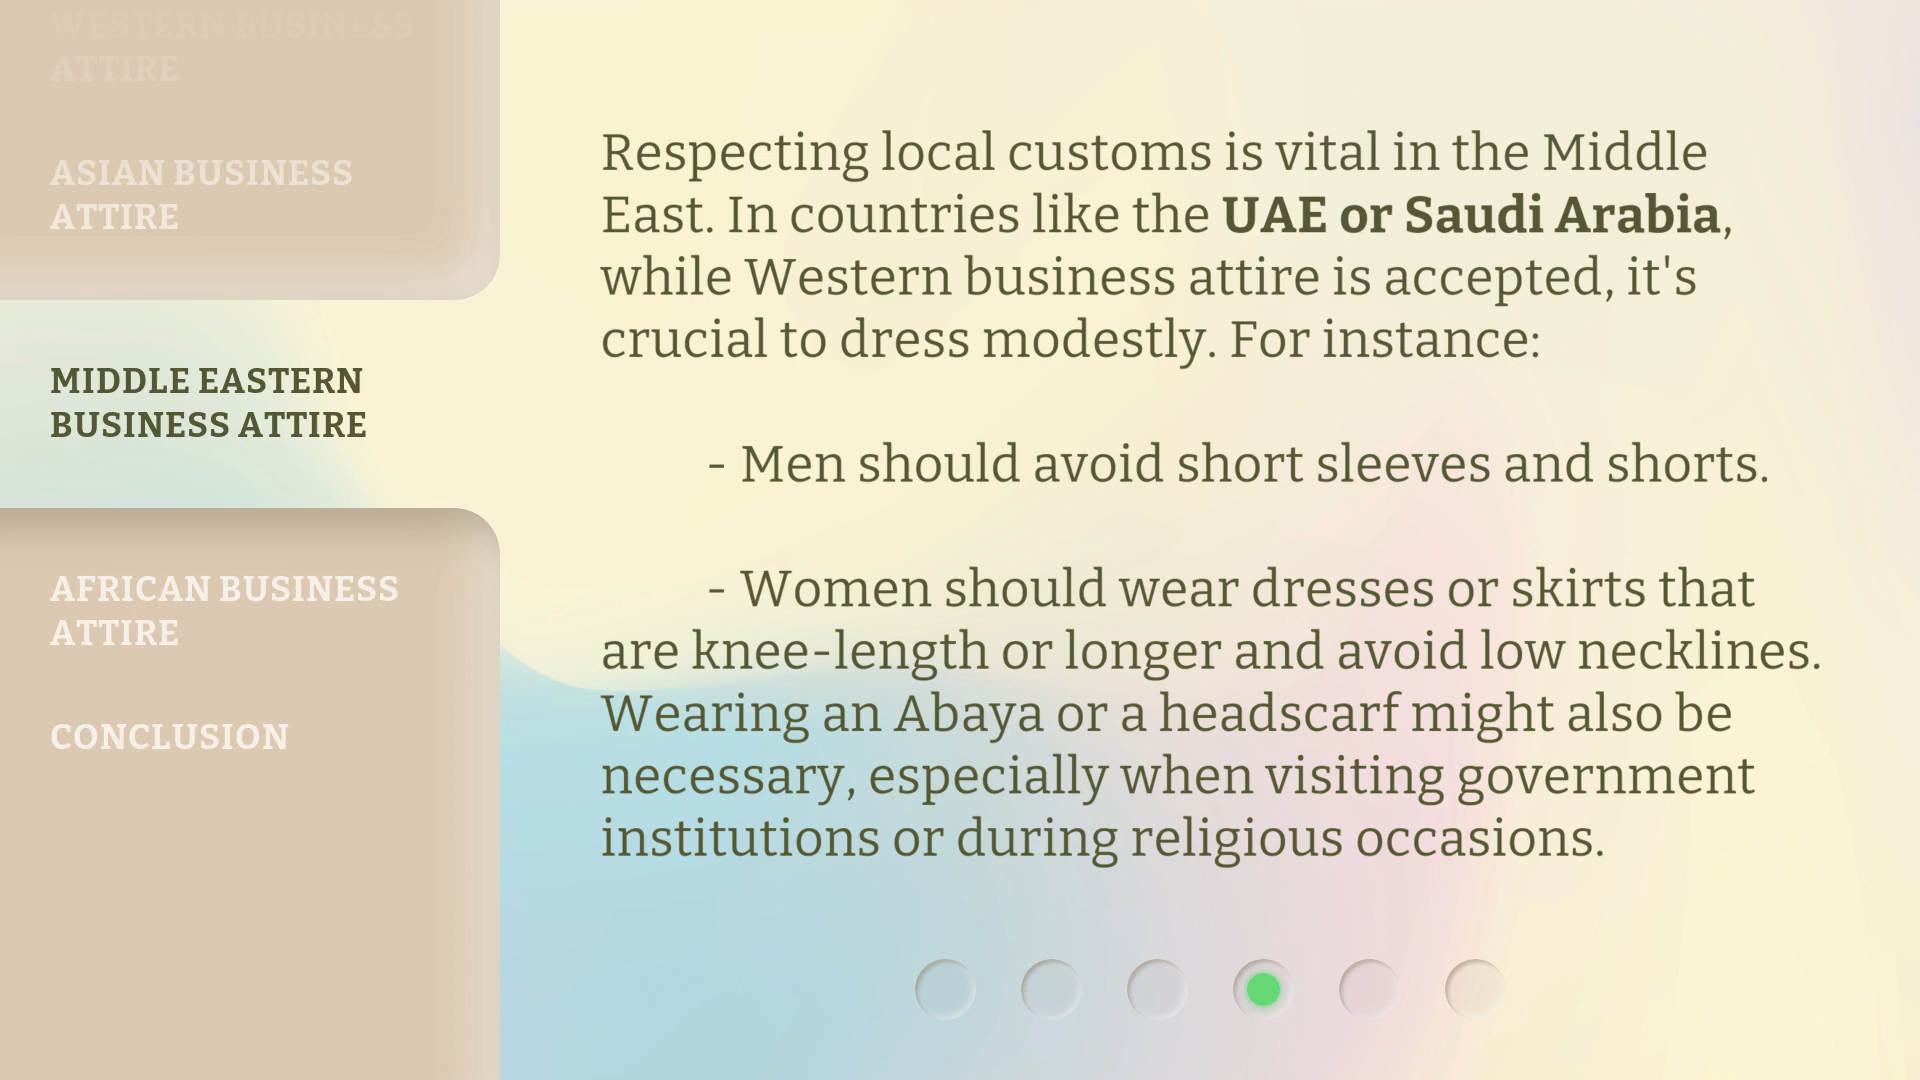 WESTERN BUSINESS
ATTIRE
ASIAN BUSINESS
ATTIRE
MIDDLE EASTERN
BUSINESS ATTIRE
AFRICAN BUSINESS
ATTIRE
CONCLUSION
Respecting local customs is vital in the Middle
East. In countries like the UAE or Saudi Arabia,
while Western business attire is accepted, it's
crucial to dress modestly. For instance:
- Men should avoid short sleeves and shorts.
- Women should wear dresses or skirts that
are knee-length or longer and avoid low necklines.
Wearing an Abaya or a headscarf might also be
necessary, especially when visiting government
institutions or during religious occasions.